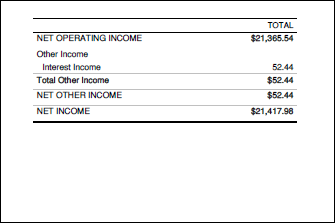 TOTAL
NET OPERATING INCOME $21,365.54
Other Income
Interest Income 52.44
Total Other Income $52.44
NET OTHER INCOME $52.44
NET INCOME $21,417.98